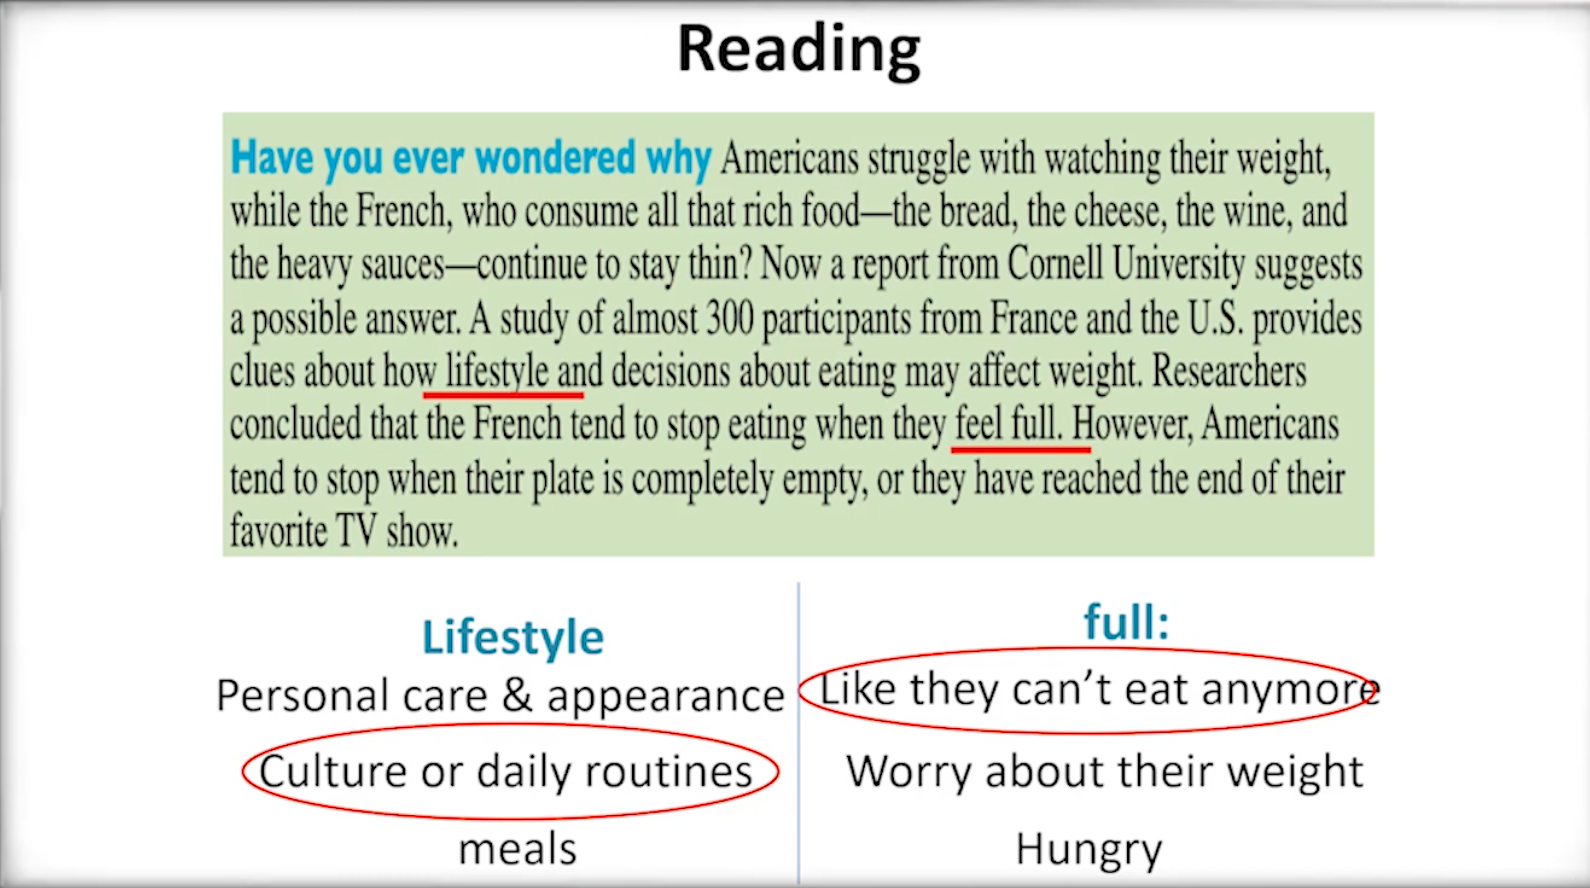 Reading
Have you ever wondered why Americans struggle with watching their weight,
while the French, who consume all that rich food—the bread, the cheese, the wine, and
the heavy sauces—continue to stay thin? Now a report from Cornell University suggests
a possible answer. A study of almost 300 participants from France and the U.S. provides
clues about how lifestyle and decisions about eating may affect weight. Researchers
concluded that the French tend to stop eating when they feel full. However, Americans
tend to stop when their plate is completely empty, or they have reached the end of their
favorite TV show.
Lifestyle
Personal care & appearance
Culture or daily routines
meals
full:
Like they can't eat anymore
Worry about their weight
Hungry